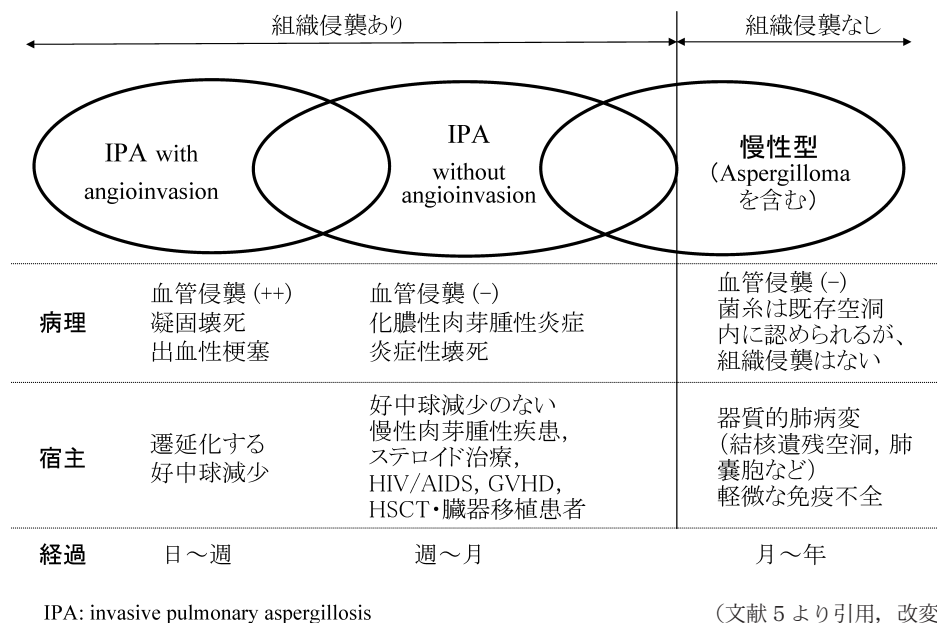 組織侵襲あり
組織侵襲なし
IPA with
angioinvasion
IPA
without
angioinvasion
慢性型
（Aspergilloma
を含む）
病理
血管侵襲 (++)
凝固壊死
出血性梗塞
血管侵襲 (−)
化膿性肉芽腫性炎症
炎症性壊死
血管侵襲 (−)
菌糸は既存空洞
内に認められるが、
組織侵襲はない
宿主
遷延化する
好中球減少
好中球減少のない
慢性肉芽腫性疾患，
ステロイド治療，
HIV/AIDS, GVHD,
HSCT・臓器移植患者
器質的肺病変
（結核遺残空洞，肺
嚢胞など）
軽微な免疫不全
経過
日～週
週～月
月～年
IPA: invasive pulmonary aspergillosis
（文献 5 より引用，改変